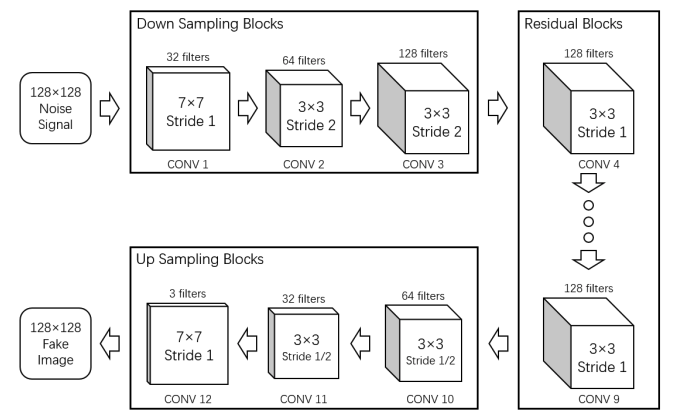 Down Sampling Blocks
Residual Blocks
32 filters
64 filters
128 filters
128 filters
128×128
Noise
Signal
7×7
Stride 1
3×3
Stride 2
3×3
Stride 2
3×3
Stride 1
CONV 1
CONV 2
CONV 3
CONV 4
Up Sampling Blocks
3 filters
32 filters
64 filters
128 filters
128×128
Fake
Image
7×7
Stride 1
3×3
Stride 1/2
3×3
Stride 1/2
3×3
Stride 1
CONV 12
CONV 11
CONV 10
CONV 9